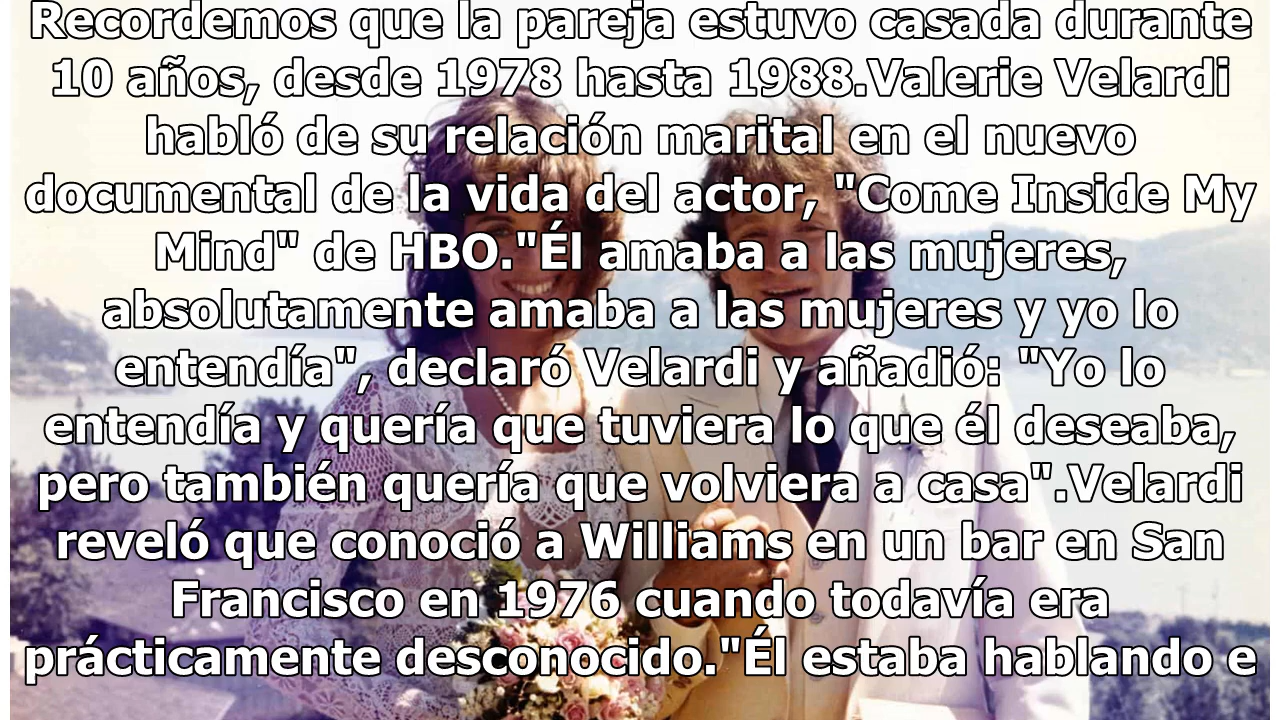 Recordemos que la pareja estuvo casada durante
10 años, desde 1978 hasta 1988.Valerie Velardi
habló de su relación marital en el nuevo
documental de la vida del actor, "Come Inside My
Mind" de HBO."Él amaba a las mujeres,
absolutamente amaba a las mujeres y yo lo
entendía", declaró Velardi y añadió: "Yo lo
entendía y quería que tuviera lo que él deseaba,
pero también quería que volviera a casa".Velardi
reveló que conoció a Williams en un bar en San
Francisco en 1976 cuando todavía era
prácticamente desconocido."Él estaba hablando e